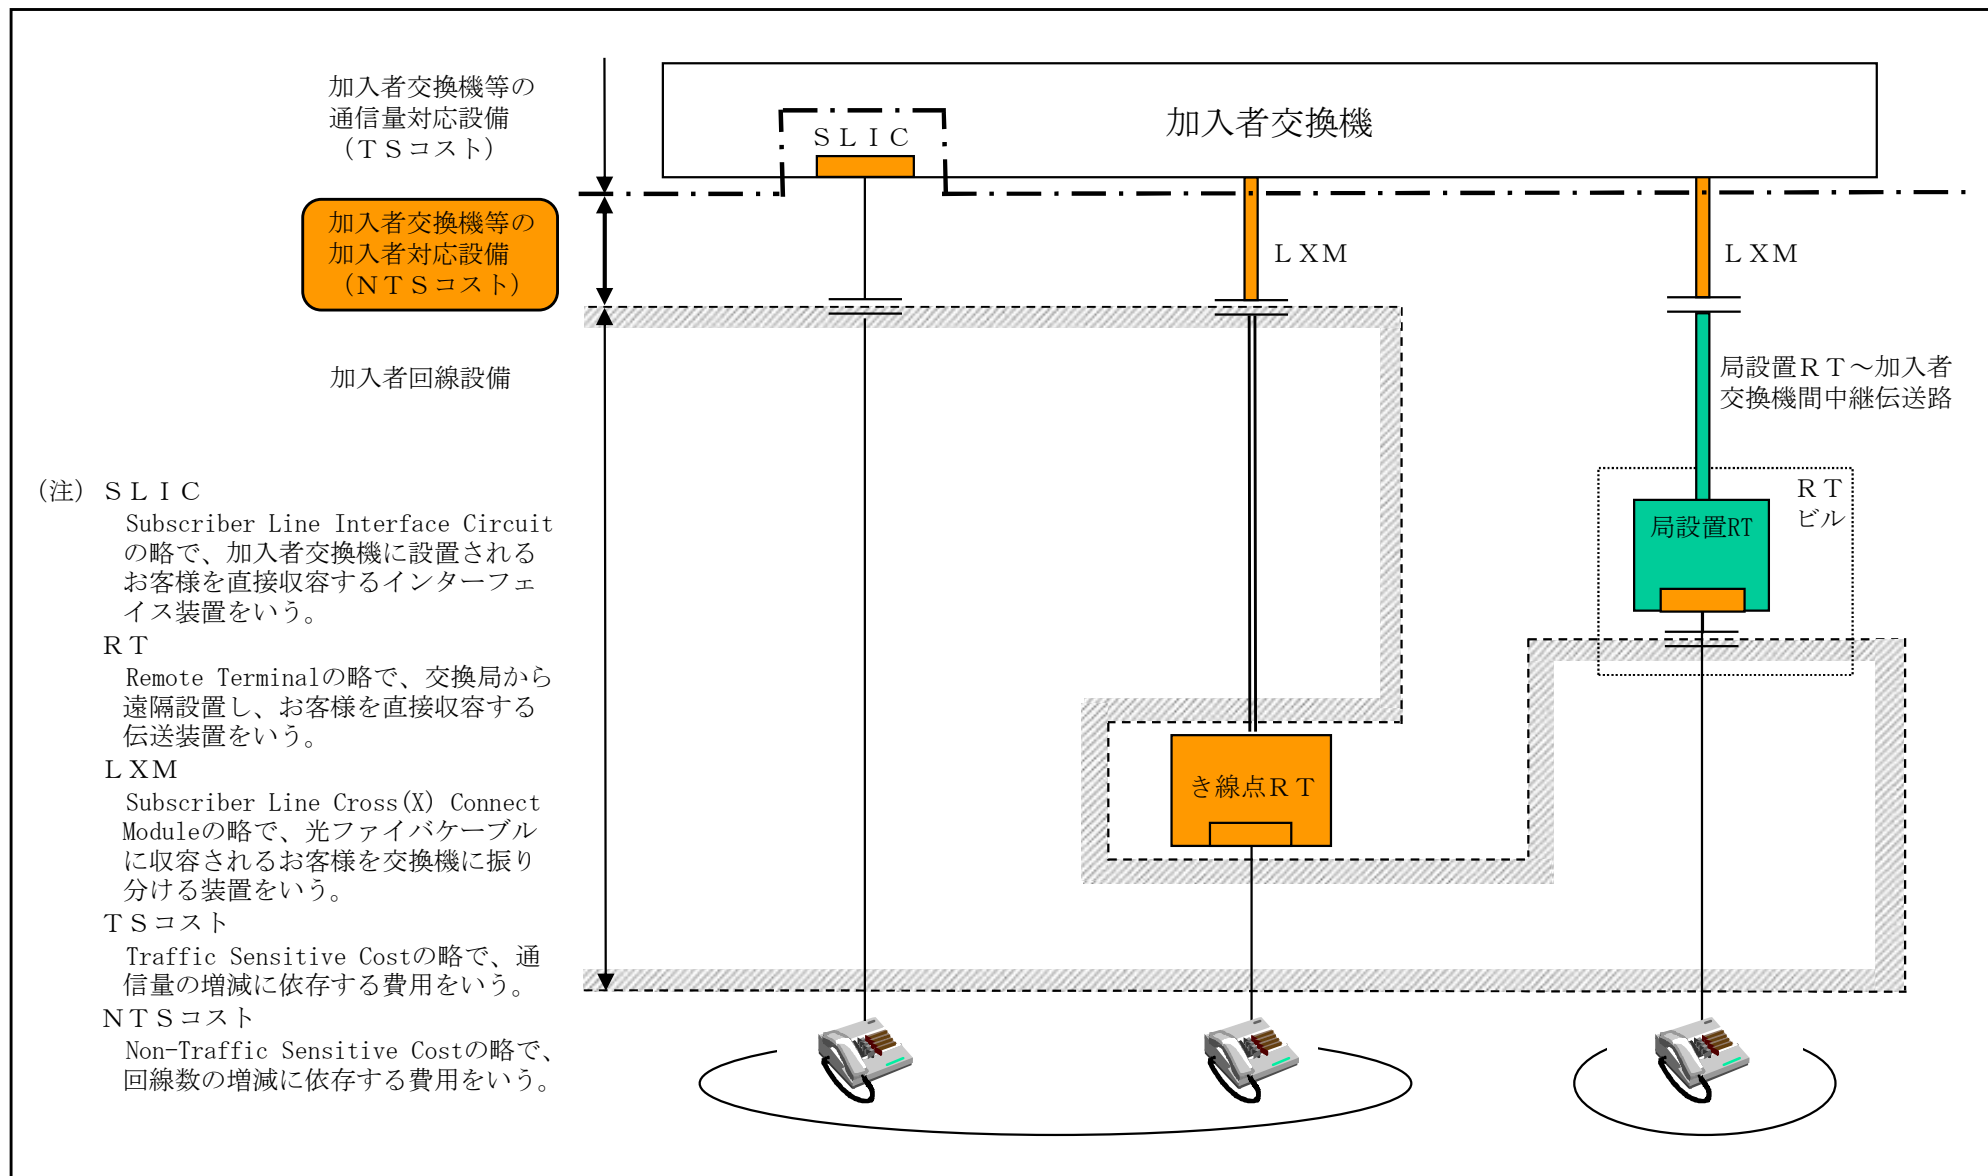 加入者交換機等の
通信量対応設備
（ＴＳコスト）
加入者交換機
ＳＬＩＣ
加入者交換機等の
加入者対応設備
（ＮＴＳコスト）
ＬＸＭ
ＬＸＭ
加入者回線設備
局設置ＲＴ～加入者
交換機間中継伝送路
ＲＴ
ビル
局設置RT
き線点ＲＴ
（注）ＳＬＩＣ
Subscriber Line Interface Circuit
の略で、加入者交換機に設置される
お客様を直接収容するインターフェ
イス装置をいう。
ＲＴ
Remote Terminalの略で、交換局から
遠隔設置し、お客様を直接収容する
伝送装置をいう。
ＬＸＭ
Subscriber Line Cross(X) Connect
Moduleの略で、光ファイバケーブル
に収容されるお客様を交換機に振り
分ける装置をいう。
ＴＳコスト
Traffic Sensitive Costの略で、通
信量の増減に依存する費用をいう。
ＮＴＳコスト
Non-Traffic Sensitive Costの略で、
回線数の増減に依存する費用をいう。